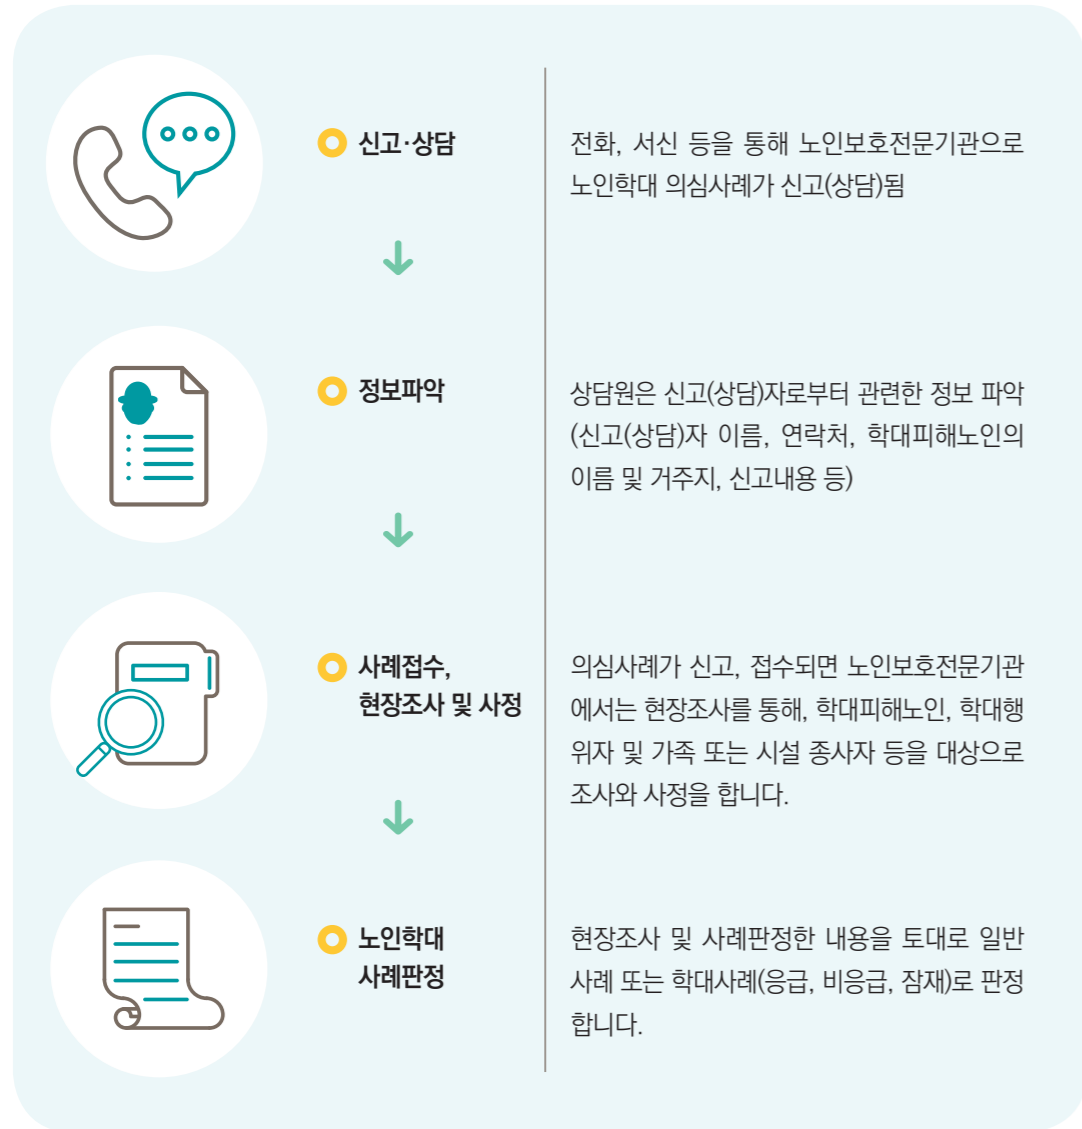 신고·상담
전화, 서신 등을 통해 노인보호전문기관으로
노인학대 의심사례가 신고(상담)됨
정보파악
상담원은 신고(상담)자로부터 관련한 정보 파악
(신고(상담)자 이름, 연락처, 학대피해노인의
이름 및 거주지, 신고내용 등)
사례접수,
현장조사 및 사정
의심사례가 신고, 접수되면 노인보호전문기관
에서는 현장조사를 통해, 학대피해노인, 학대행
위자 및 가족 또는 시설 종사자 등을 대상으로
조사와 사정을 합니다.
노인학대
사례판정
현장조사 및 사례판정한 내용을 토대로 일반
사례 또는 학대사례(응급, 비응급, 잠재)로 판정
합니다.